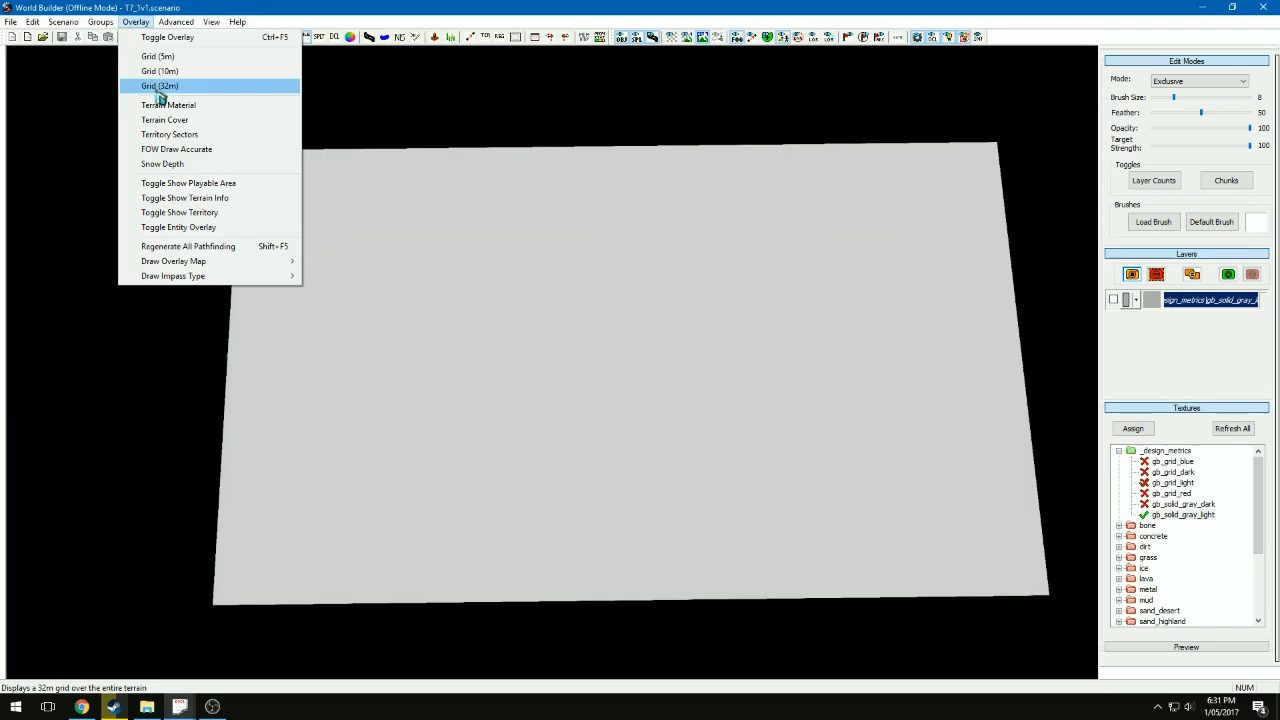 World Builder (Offline Mode) - T7_1v1.scenario
File Edit Scenario Groups Overlay Advanced View Help
Toggle Overlay Ctrl+F5
Grid (5m)
Grid (10m)
Grid (32m)
Terrain Material
Terrain Cover
Territory Sectors
FOW Draw Accurate
Snow Depth
Toggle Show Playable Area
Toggle Show Terrain Info
Toggle Show Territory
Toggle Entity Overlay
Regenerate All Pathfinding Shift+F5
Draw Overlay Map
Draw Impass Type
Edit Modes
Mode: Exclusive
Brush Size: 8
Feather: 50
Opacity: 100
Target
Strength: 100
Toggles
Layer Counts Chunks
Brushes
Load Brush Default Brush
Layers
sign_metrics\gb_solid_gray_li
Textures
Assign Refresh All
_design_metrics
gb_grid_blue
gb_grid_dark
gb_grid_light
gb_grid_red
gb_solid_gray_dark
gb_solid_gray_light
bone
concrete
dirt
grass
ice
lava
metal
mud
sand_desert
sand_highland
Preview
Displays a 32m grid over the entire terrain
NUM
6:31 PM
1/05/2017